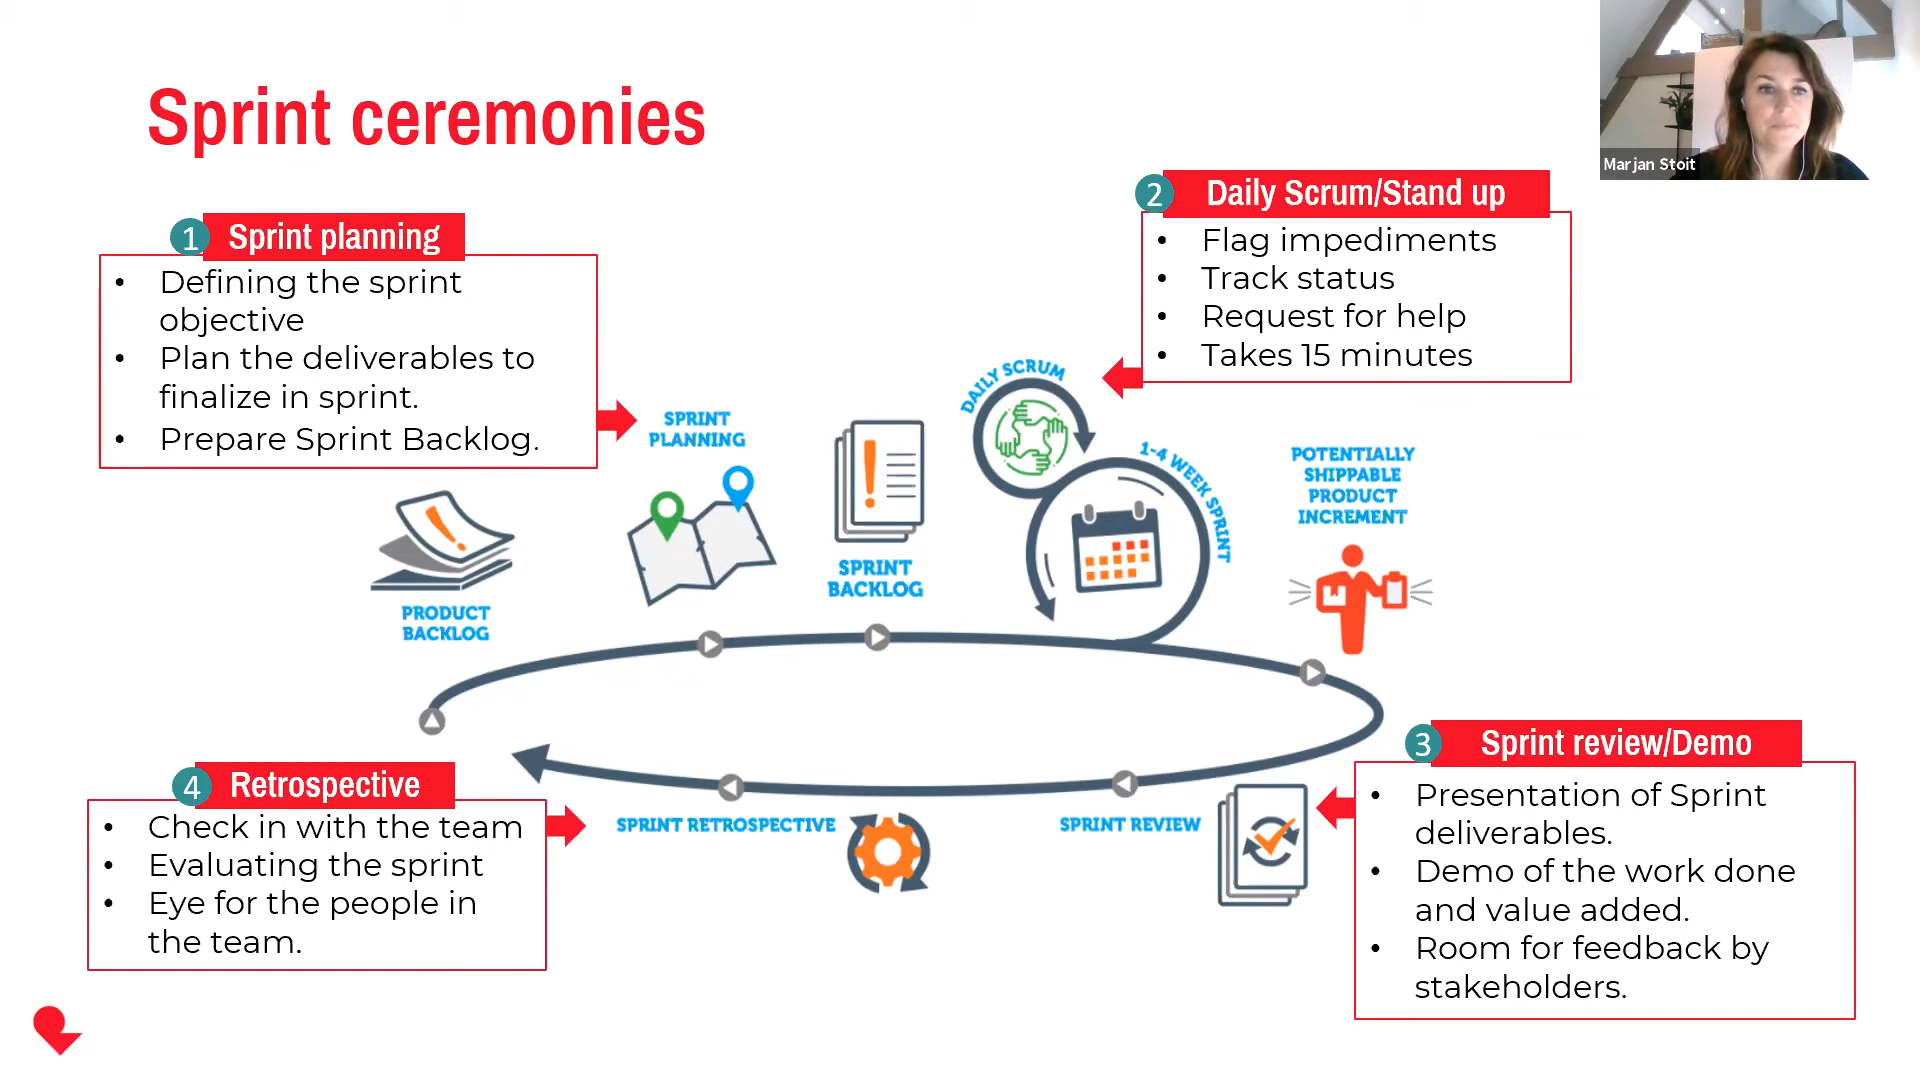 Sprint ceremonies
Marjan Stoit
1 Sprint planning
• Defining the sprint
objective
• Plan the deliverables to
finalize in sprint.
• Prepare Sprint Backlog.
2 Daily Scrum/Stand up
• Flag impediments
• Track status
• Request for help
• Takes 15 minutes
DAILY SCRUM
1-4 WEEK SPRINT
SPRINT
PLANNING
SPRINT
BACKLOG
PRODUCT
BACKLOG
POTENTIALLY
SHIPPABLE
PRODUCT
INCREMENT
3 Sprint review/Demo
• Presentation of Sprint
deliverables.
• Demo of the work done
and value added.
• Room for feedback by
stakeholders.
SPRINT REVIEW
SPRINT RETROSPECTIVE
4 Retrospective
• Check in with the team
• Evaluating the sprint
• Eye for the people in
the team.